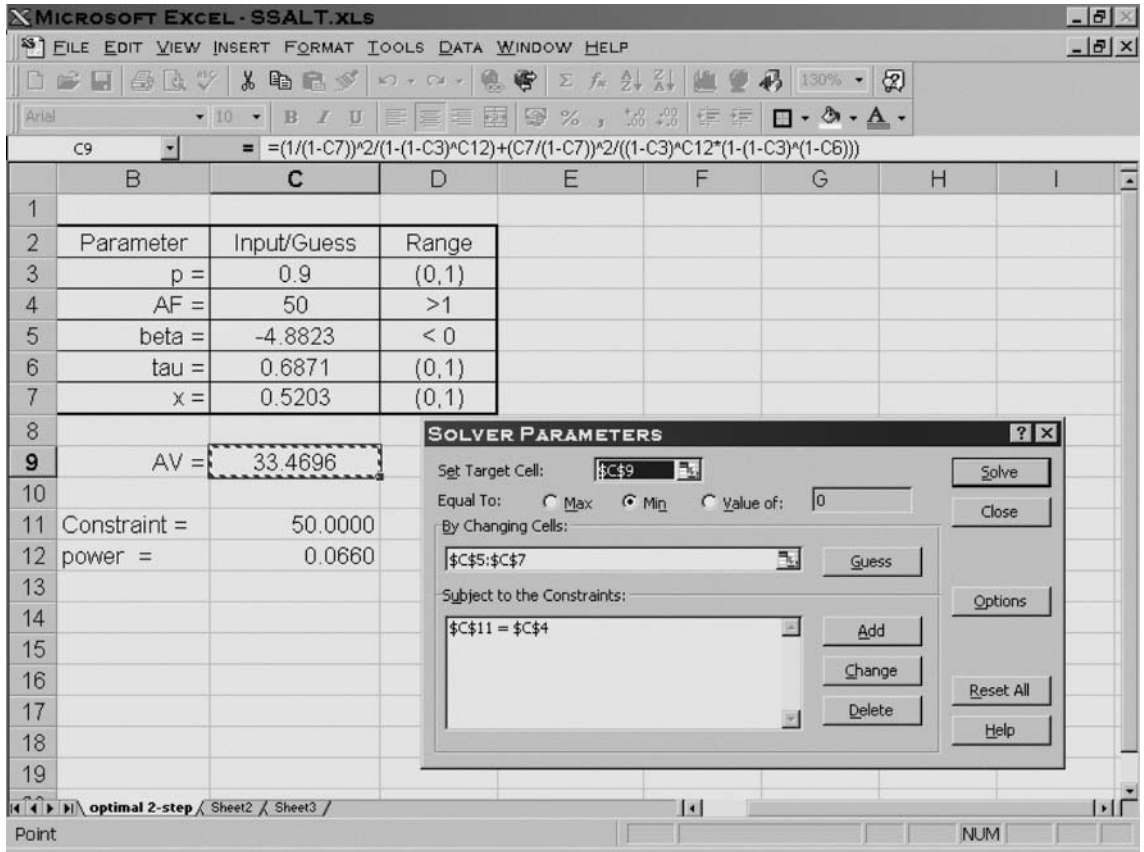 MICROSOFT EXCEL - SSALT.XLS
FILE EDIT VIEW INSERT FORMAT TOOLS DATA WINDOW HELP
130%
Arial 10 B I U % ,
C9 = =(1/(1-C7))^2/(1-(1-C3)^C12)+(C7/(1-C7))^2/((1-C3)^C12*(1-(1-C3)^(1-C6)))
B C D E F G H I
1
2 Parameter Input/Guess Range
3 p = 0.9 (0,1)
4 AF = 50 >1
5 beta = -4.8823 < 0
6 tau = 0.6871 (0,1)
7 x = 0.5203 (0,1)
8
9 AV = 33.4696
10
11 Constraint = 50.0000
12 power = 0.0660
13
14
15
16
17
18
19
SOLVER PARAMETERS
Set Target Cell: $C$9 Solve
Equal To: Max Min Value of: 0 Close
By Changing Cells:
$C$5:$C$7 Guess
Subject to the Constraints: Options
$C$11 = $C$4 Add
Change
Reset All
Delete
Help
optimal 2-step Sheet2 Sheet3
Point NUM